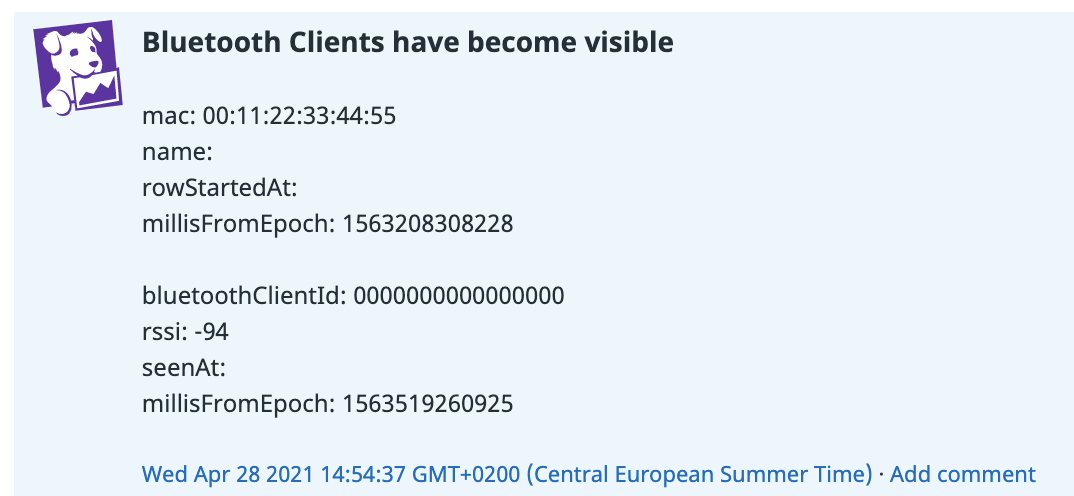 Bluetooth Clients have become visible
mac: 00:11:22:33:44:55
name:
rowStartedAt:
millisFromEpoch: 1563208308228
bluetoothClientId: 0000000000000000
rssi: -94
seenAt:
millisFromEpoch: 1563519260925
Wed Apr 28 2021 14:54:37 GMT+0200 (Central European Summer Time) · Add comment